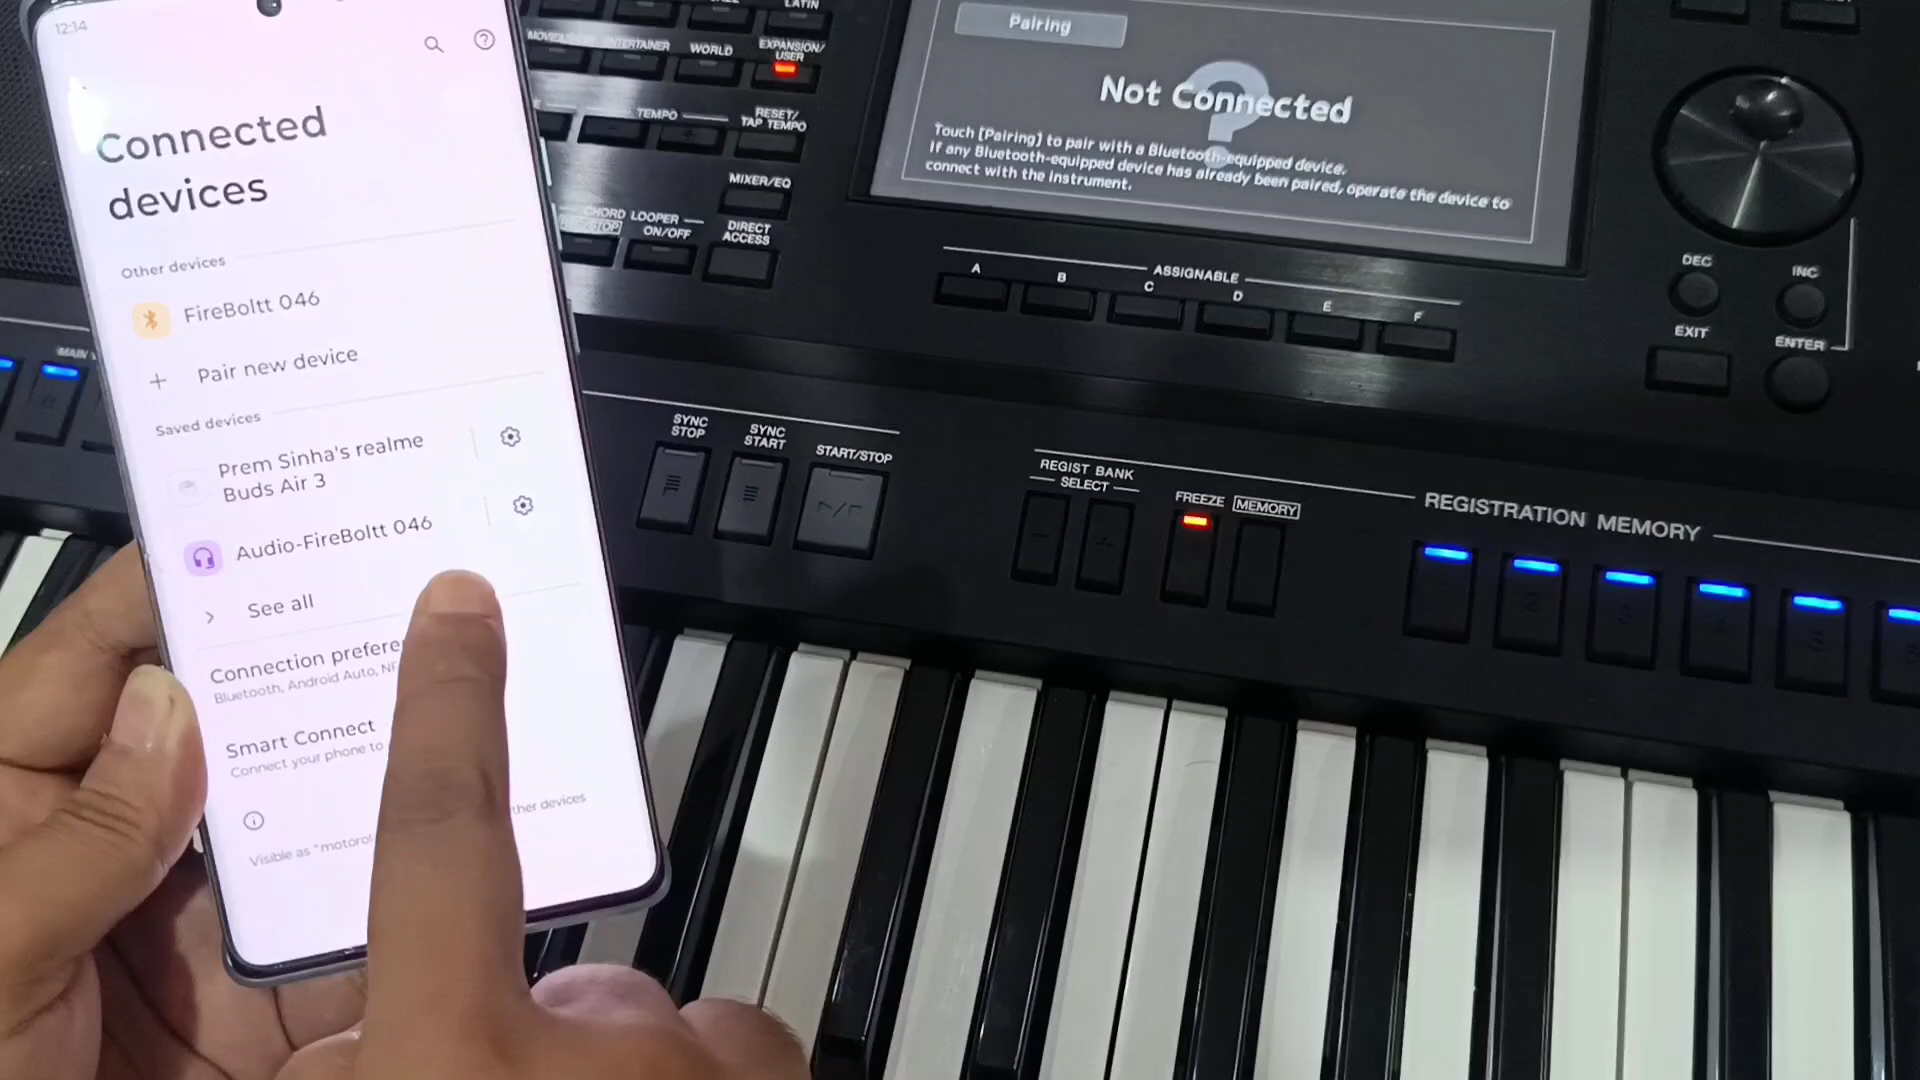 12:14
Connected
devices
Other devices
FireBoltt 046
Pair new device
Saved devices
Prem Sinha's realme
Buds Air 3
Audio-FireBoltt 046
See all
Connection prefere
Bluetooth, Android Auto, NF
Smart Connect
Connect your phone to
ther devices
Visible as "motorol
LATIN
ENTERTAINER
WORLD
EXPANSION/
USER
TEMPO
RESET/
TAP TEMPO
MIXER/EQ
CHORD LOOPER
ON/OFF
DIRECT
ACCESS
MAIN
Pairing
Not Connected
?
Touch [Pairing] to pair with a Bluetooth-equipped device.
If any Bluetooth-equipped device has already been paired, operate the device to
connect with the instrument.
ASSIGNABLE
A
B
C
D
E
F
DEC
INC
EXIT
ENTER
SYNC
STOP
SYNC
START
START/STOP
REGIST BANK
SELECT
FREEZE
MEMORY
REGISTRATION MEMORY